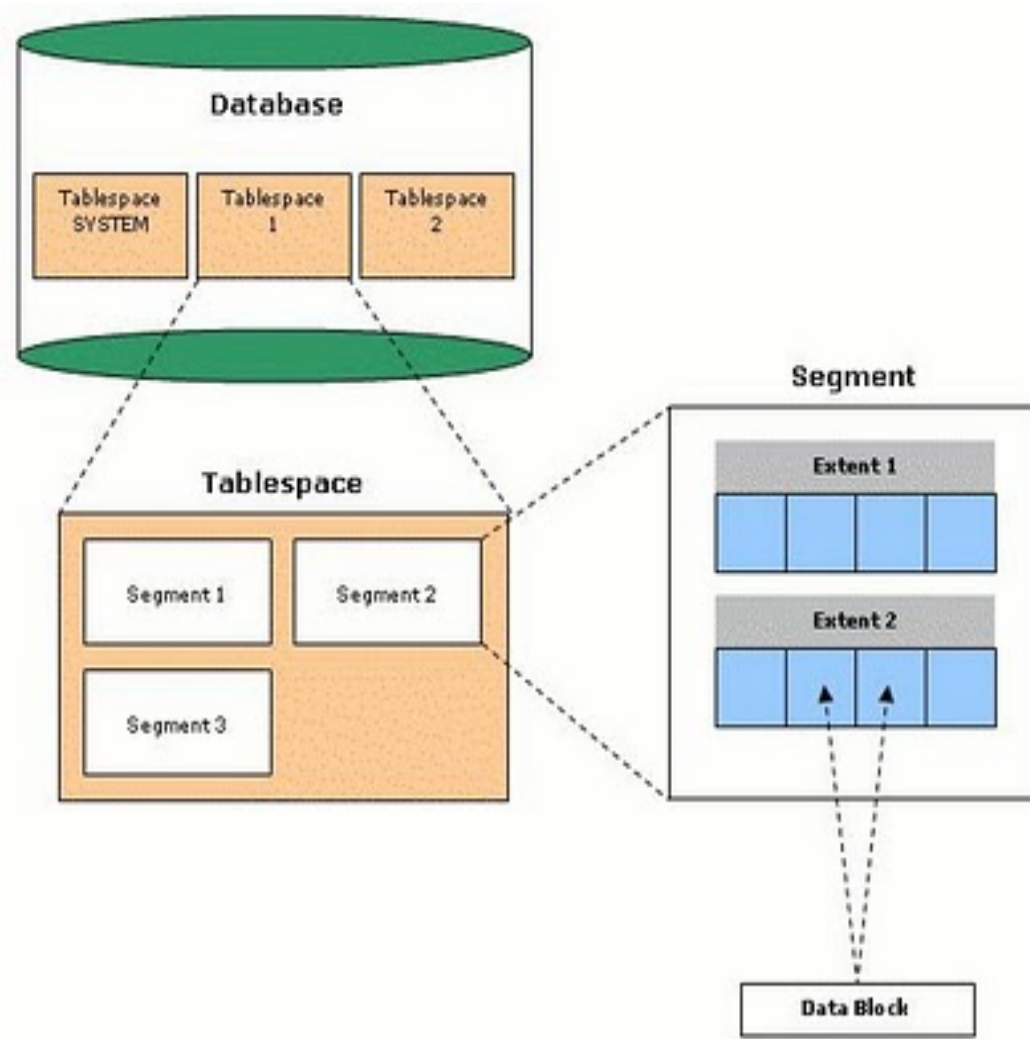 Database
Tablespace
SYSTEM
Tablespace
1
Tablespace
2
Tablespace
Segment 1
Segment 2
Segment 3
Segment
Extent 1
Extent 2
Data Block